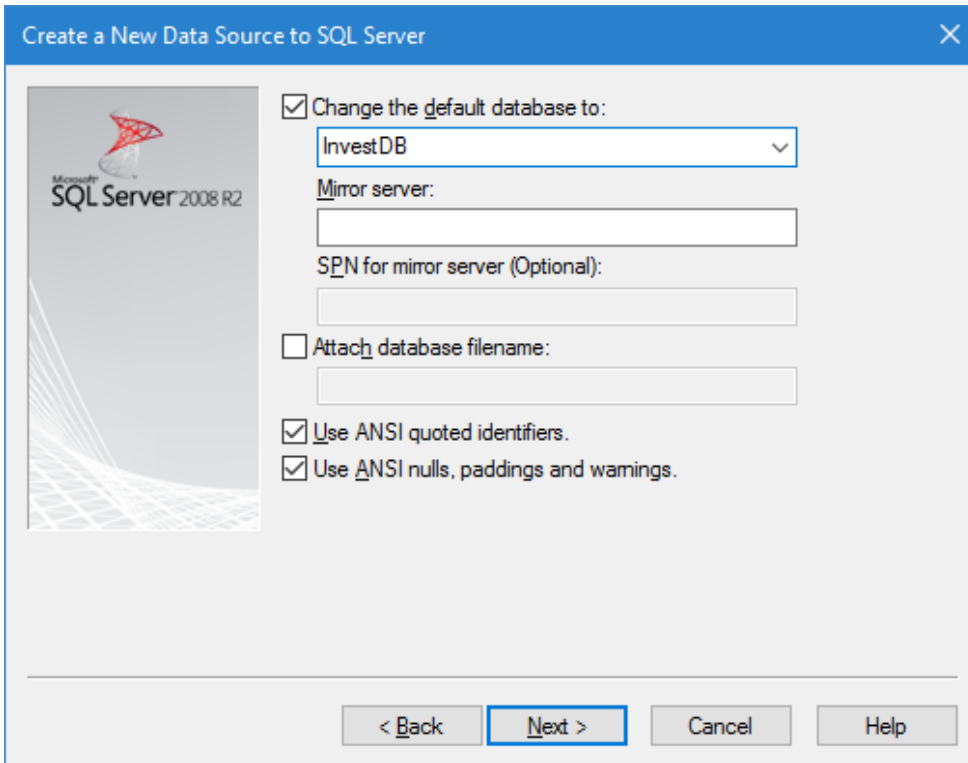 Create a New Data Source to SQL Server
Microsoft®
SQL Server 2008 R2
Change the default database to:
InvestDB
Mirror server:
SPN for mirror server (Optional):
Attach database filename:
Use ANSI quoted identifiers.
Use ANSI nulls, paddings and warnings.
< Back
Next >
Cancel
Help